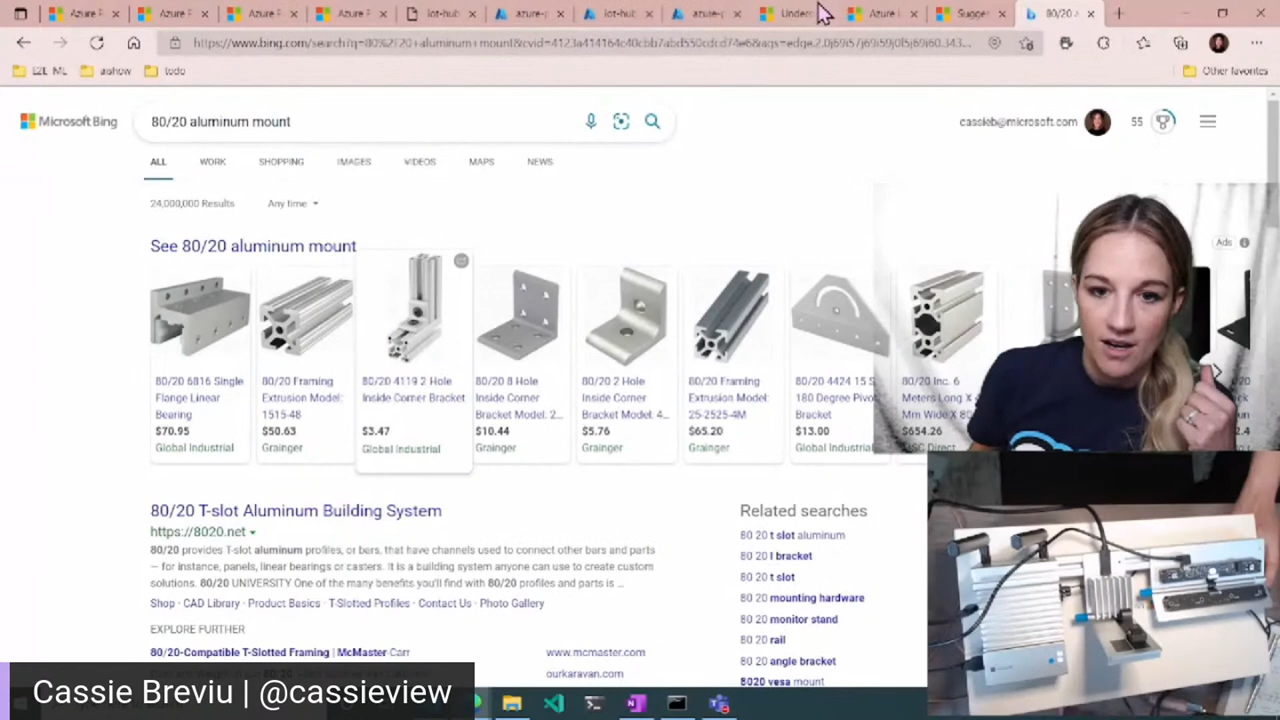 Azure F
Azure F
Azure F
Azure F
iot-hub
azure-p
iot-hub
azure-p
Unders
Azure
Sugges
80/20 a
https://www.bing.com/search?q=80%2F20+aluminum+mount&cvid=4123a414164c40cbb7abd550cdcd74e6&aqs=edge.2.0j69i57j69i59j0l5j69i60.343...
E2E ML
aishow
todo
Other favorites
Microsoft Bing
80/20 aluminum mount
cassieb@microsoft.com
55
ALL
WORK
SHOPPING
IMAGES
VIDEOS
MAPS
NEWS
24,000,000 Results
Any time
See 80/20 aluminum mount
Ads
80/20 6816 Single
Flange Linear
Bearing
$70.95
Global Industrial
80/20 Framing
Extrusion Model:
1515-48
$50.63
Grainger
80/20 4119 2 Hole
Inside Corner Bracket
$3.47
Global Industrial
80/20 8 Hole
Inside Corner
Bracket Model: 2...
$10.44
Grainger
80/20 2 Hole
Inside Corner
Bracket Model: 4...
$5.76
Grainger
80/20 Framing
Extrusion Model:
25-2525-4M
$65.20
Grainger
80/20 4424 15 S
180 Degree Pivo
Bracket
$13.00
Global Industrial
80/20 Inc. 6
Meters Long X
Mm Wide X 80
$654.26
MSC Direct
80/20 T-slot Aluminum Building System
https://8020.net
80/20 provides T-slot aluminum profiles, or bars, that have channels used to connect other bars and parts
— for instance, panels, linear bearings or casters. It is a building system anyone can use to create custom
solutions. 80/20 UNIVERSITY One of the many benefits you'll find with 80/20 profiles and parts is ...
Shop · CAD Library · Product Basics · T-Slotted Profiles · Contact Us · Photo Gallery
EXPLORE FURTHER
80/20-Compatible T-Slotted Framing | McMaster-Carr
www.mcmaster.com
ourkaravan.com
Related searches
80 20 t slot aluminum
80 20 l bracket
80 20 t slot
80 20 mounting hardware
80 20 monitor stand
80 20 rail
80 20 angle bracket
8020 vesa mount
Cassie Breviu | @cassieview